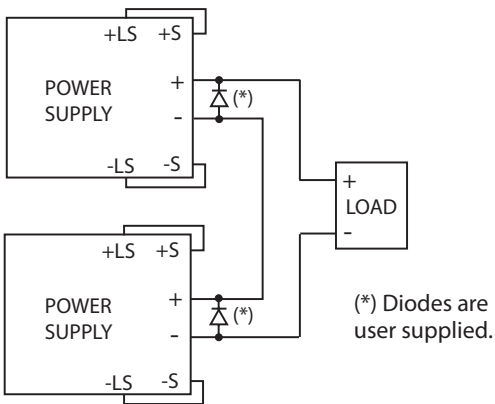 +LS +S
POWER
SUPPLY
+
(*)
-
-LS -S
+
LOAD
-
+LS +S
POWER
SUPPLY
+
(*)
-
-LS -S
(*) Diodes are
user supplied.